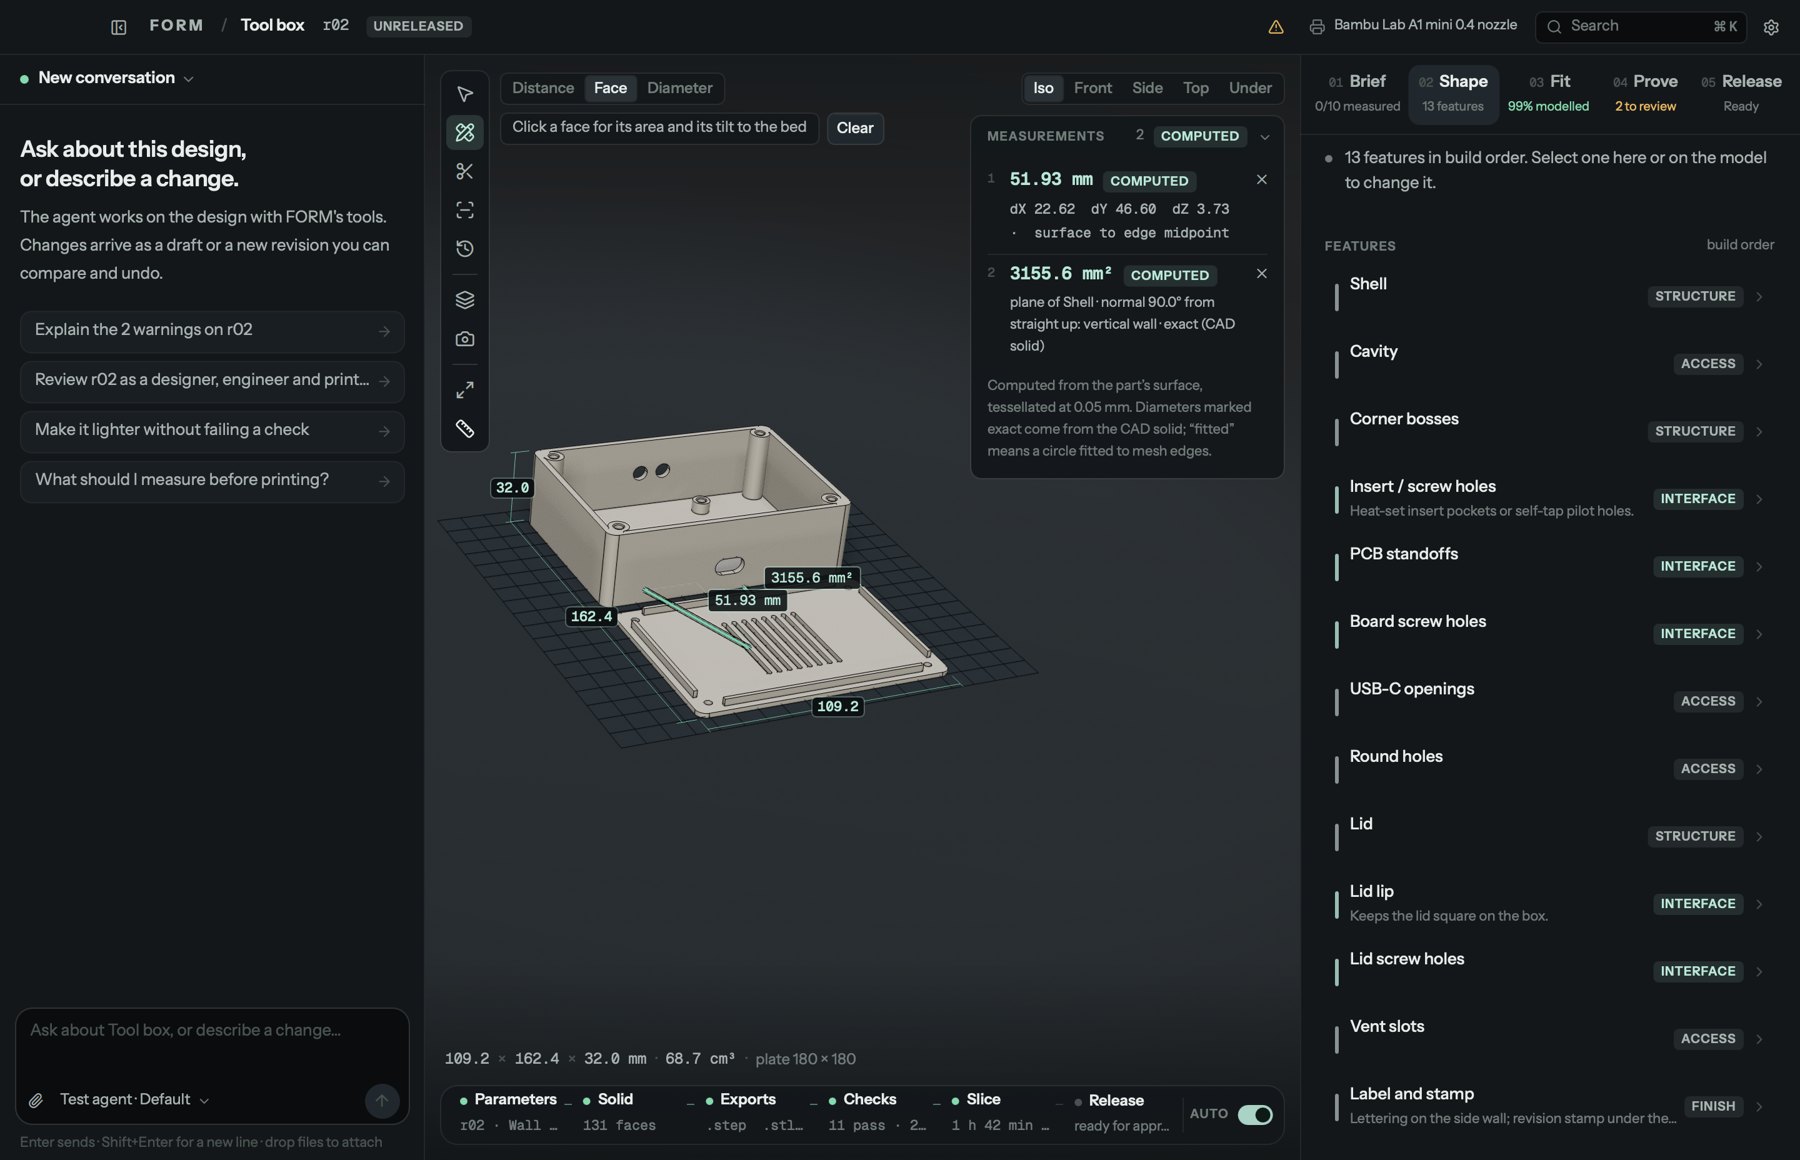 FORM / Tool box r02 UNRELEASED
Bambu Lab A1 mini 0.4 nozzle
Search ⌘ K
New conversation
Ask about this design,
or describe a change.
The agent works on the design with FORM's tools.
Changes arrive as a draft or a new revision you can
compare and undo.
Explain the 2 warnings on r02
Review r02 as a designer, engineer and print...
Make it lighter without failing a check
What should I measure before printing?
Ask about Tool box, or describe a change...
Test agent · Default
Enter sends · Shift+Enter for a new line · drop files to attach
Distance Face Diameter
Click a face for its area and its tilt to the bed
Clear
Iso Front Side Top Under
MEASUREMENTS 2 COMPUTED
1 51.93 mm COMPUTED
dX 22.62 dY 46.60 dZ 3.73
· surface to edge midpoint
2 3155.6 mm² COMPUTED
plane of Shell · normal 90.0° from
straight up: vertical wall · exact (CAD
solid)
Computed from the part's surface,
tessellated at 0.05 mm. Diameters marked
exact come from the CAD solid; “fitted”
means a circle fitted to mesh edges.
32.0
3155.6 mm²
51.93 mm
162.4
109.2
109.2 × 162.4 × 32.0 mm · 68.7 cm³ · plate 180 × 180
Parameters
r02 · Wall …
Solid
131 faces
Exports
.step .stl…
Checks
11 pass · 2…
Slice
1 h 42 min …
Release
ready for appr...
AUTO
01 Brief
0/10 measured
02 Shape
13 features
03 Fit
99% modelled
04 Prove
2 to review
05 Release
Ready
13 features in build order. Select one here or on the model
to change it.
FEATURES build order
Shell STRUCTURE
Cavity ACCESS
Corner bosses STRUCTURE
Insert / screw holes INTERFACE
Heat-set insert pockets or self-tap pilot holes.
PCB standoffs INTERFACE
Board screw holes INTERFACE
USB-C openings ACCESS
Round holes ACCESS
Lid STRUCTURE
Lid lip INTERFACE
Keeps the lid square on the box.
Lid screw holes INTERFACE
Vent slots ACCESS
Label and stamp FINISH
Lettering on the side wall; revision stamp under the...